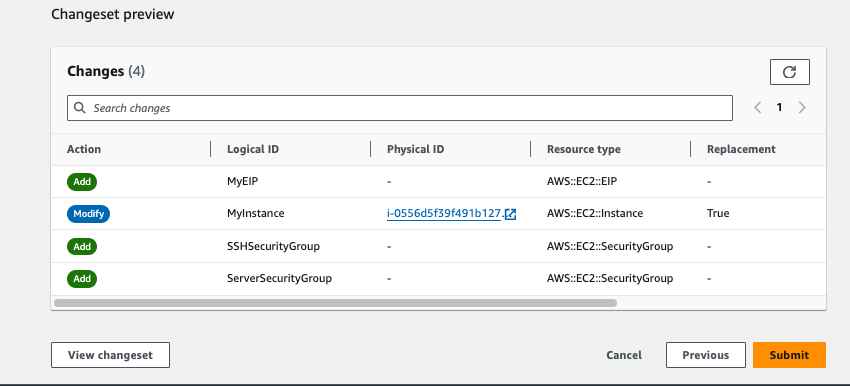 Changeset preview
Changes (4)
Search changes
1
Action Logical ID Physical ID Resource type Replacement
Add MyEIP - AWS::EC2::EIP -
Modify MyInstance i-0556d5f39f491b127 AWS::EC2::Instance True
Add SSHSecurityGroup - AWS::EC2::SecurityGroup -
Add ServerSecurityGroup - AWS::EC2::SecurityGroup -
View changeset Cancel Previous Submit